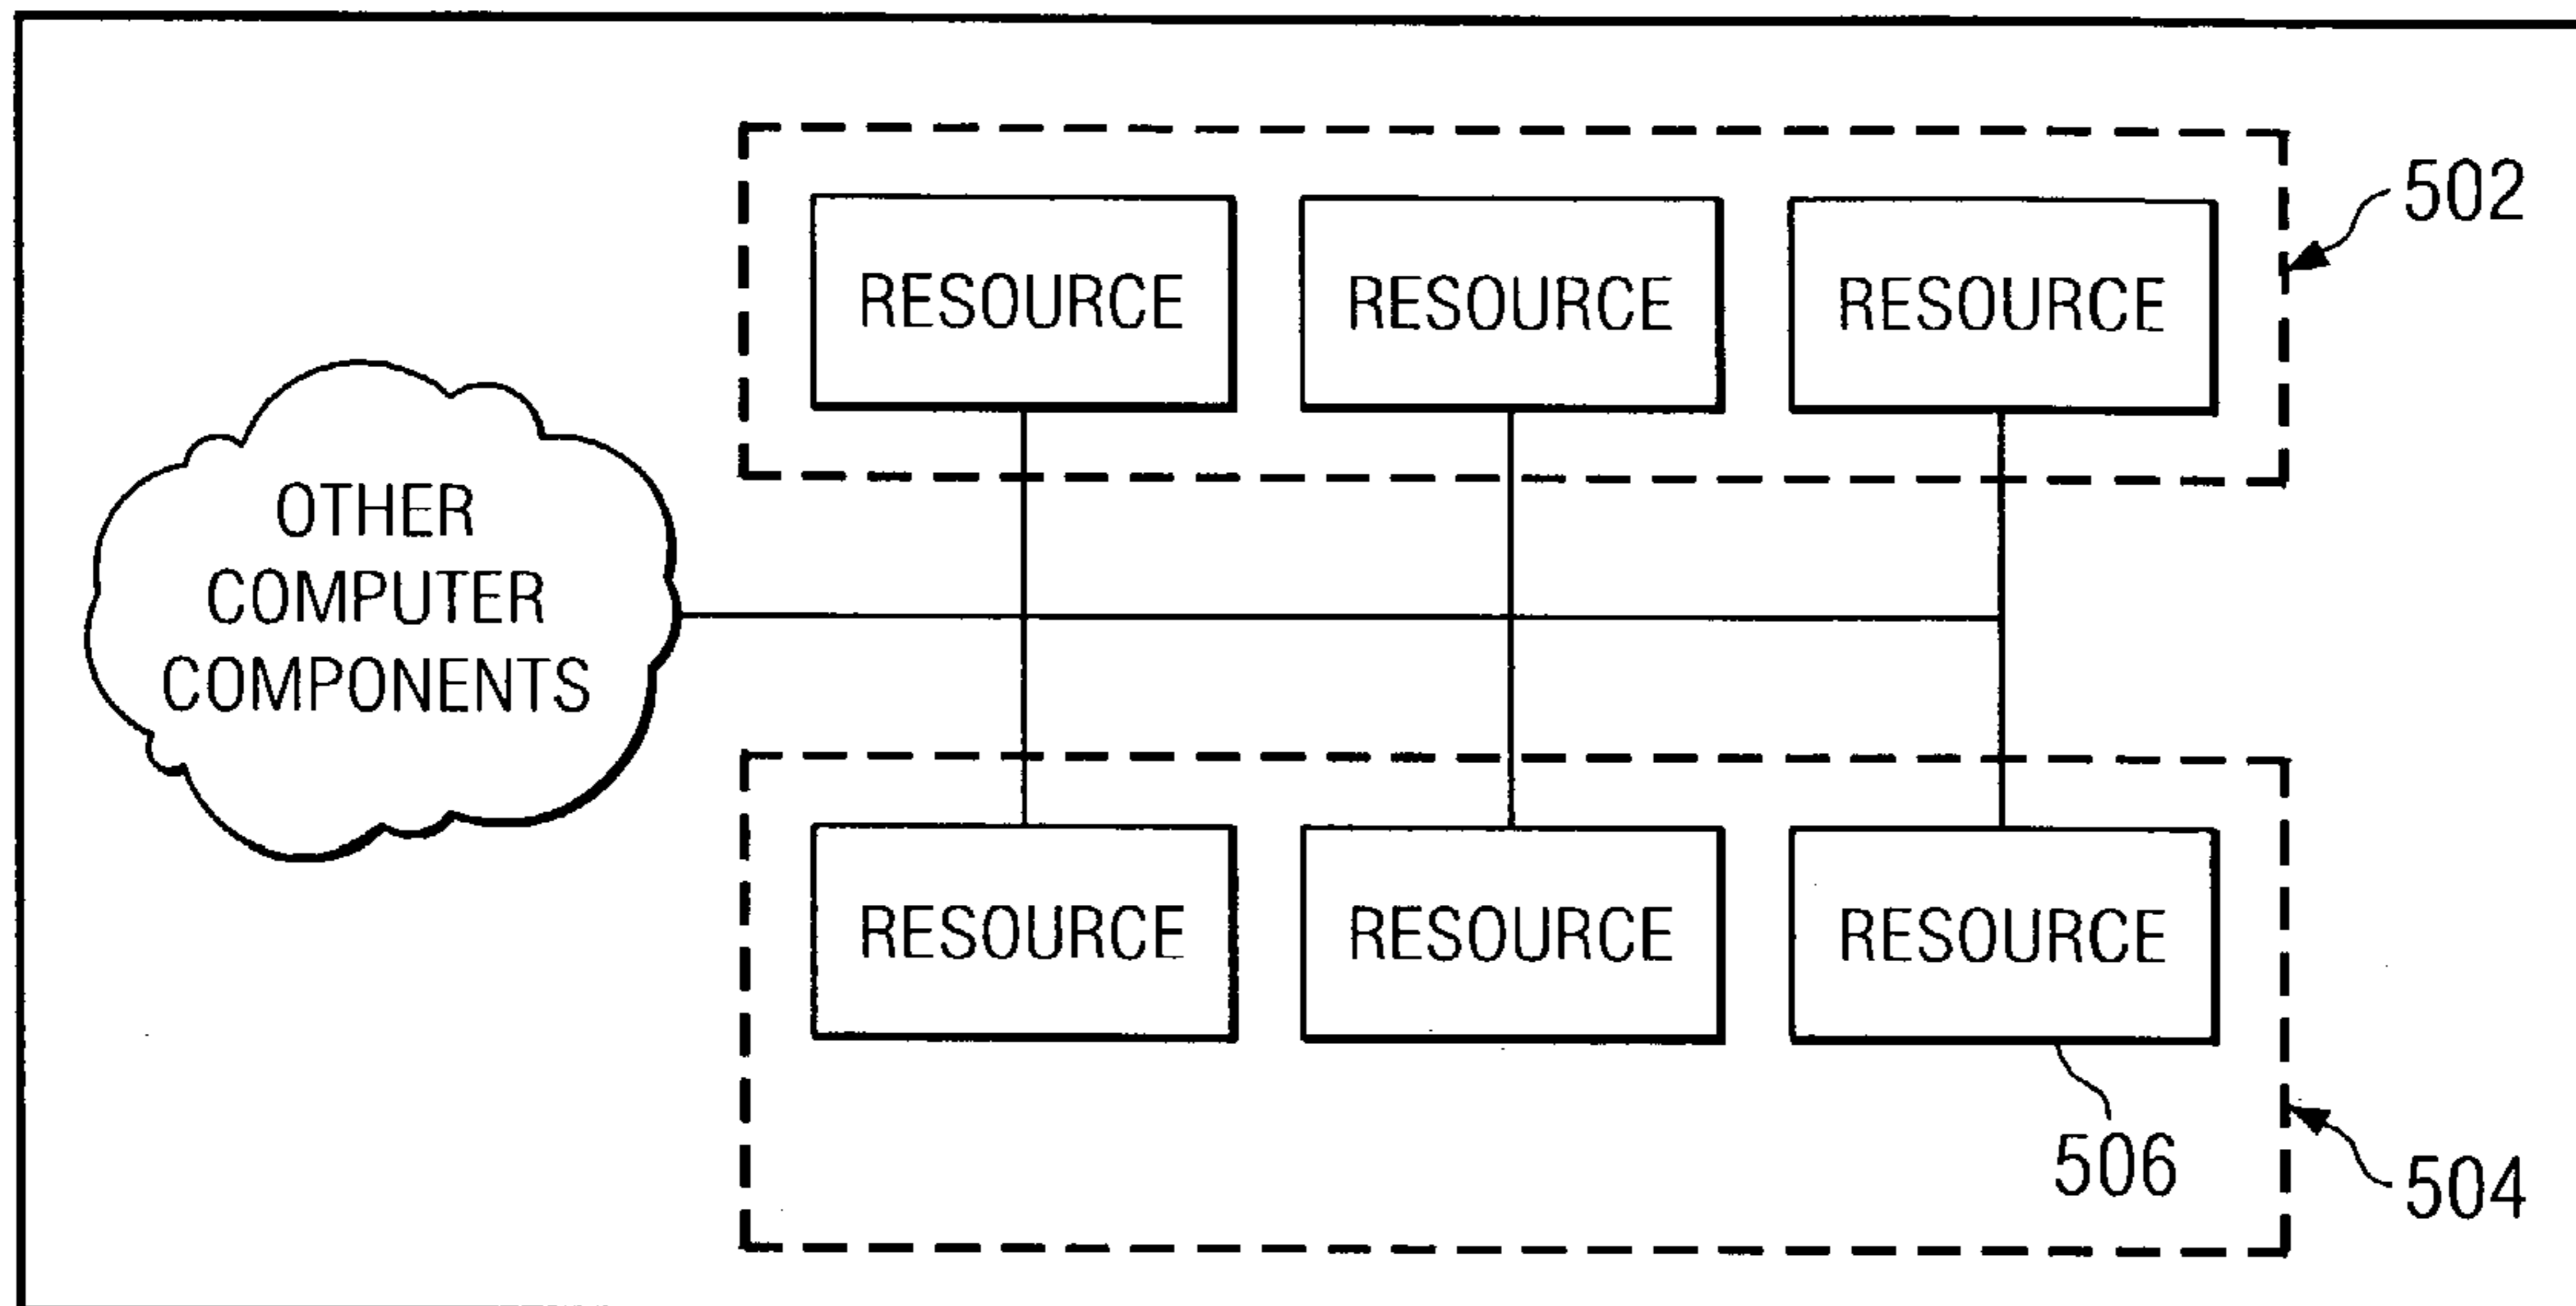 RESOURCE RESOURCE RESOURCE
502
OTHER
COMPUTER
COMPONENTS
RESOURCE RESOURCE RESOURCE
506
504